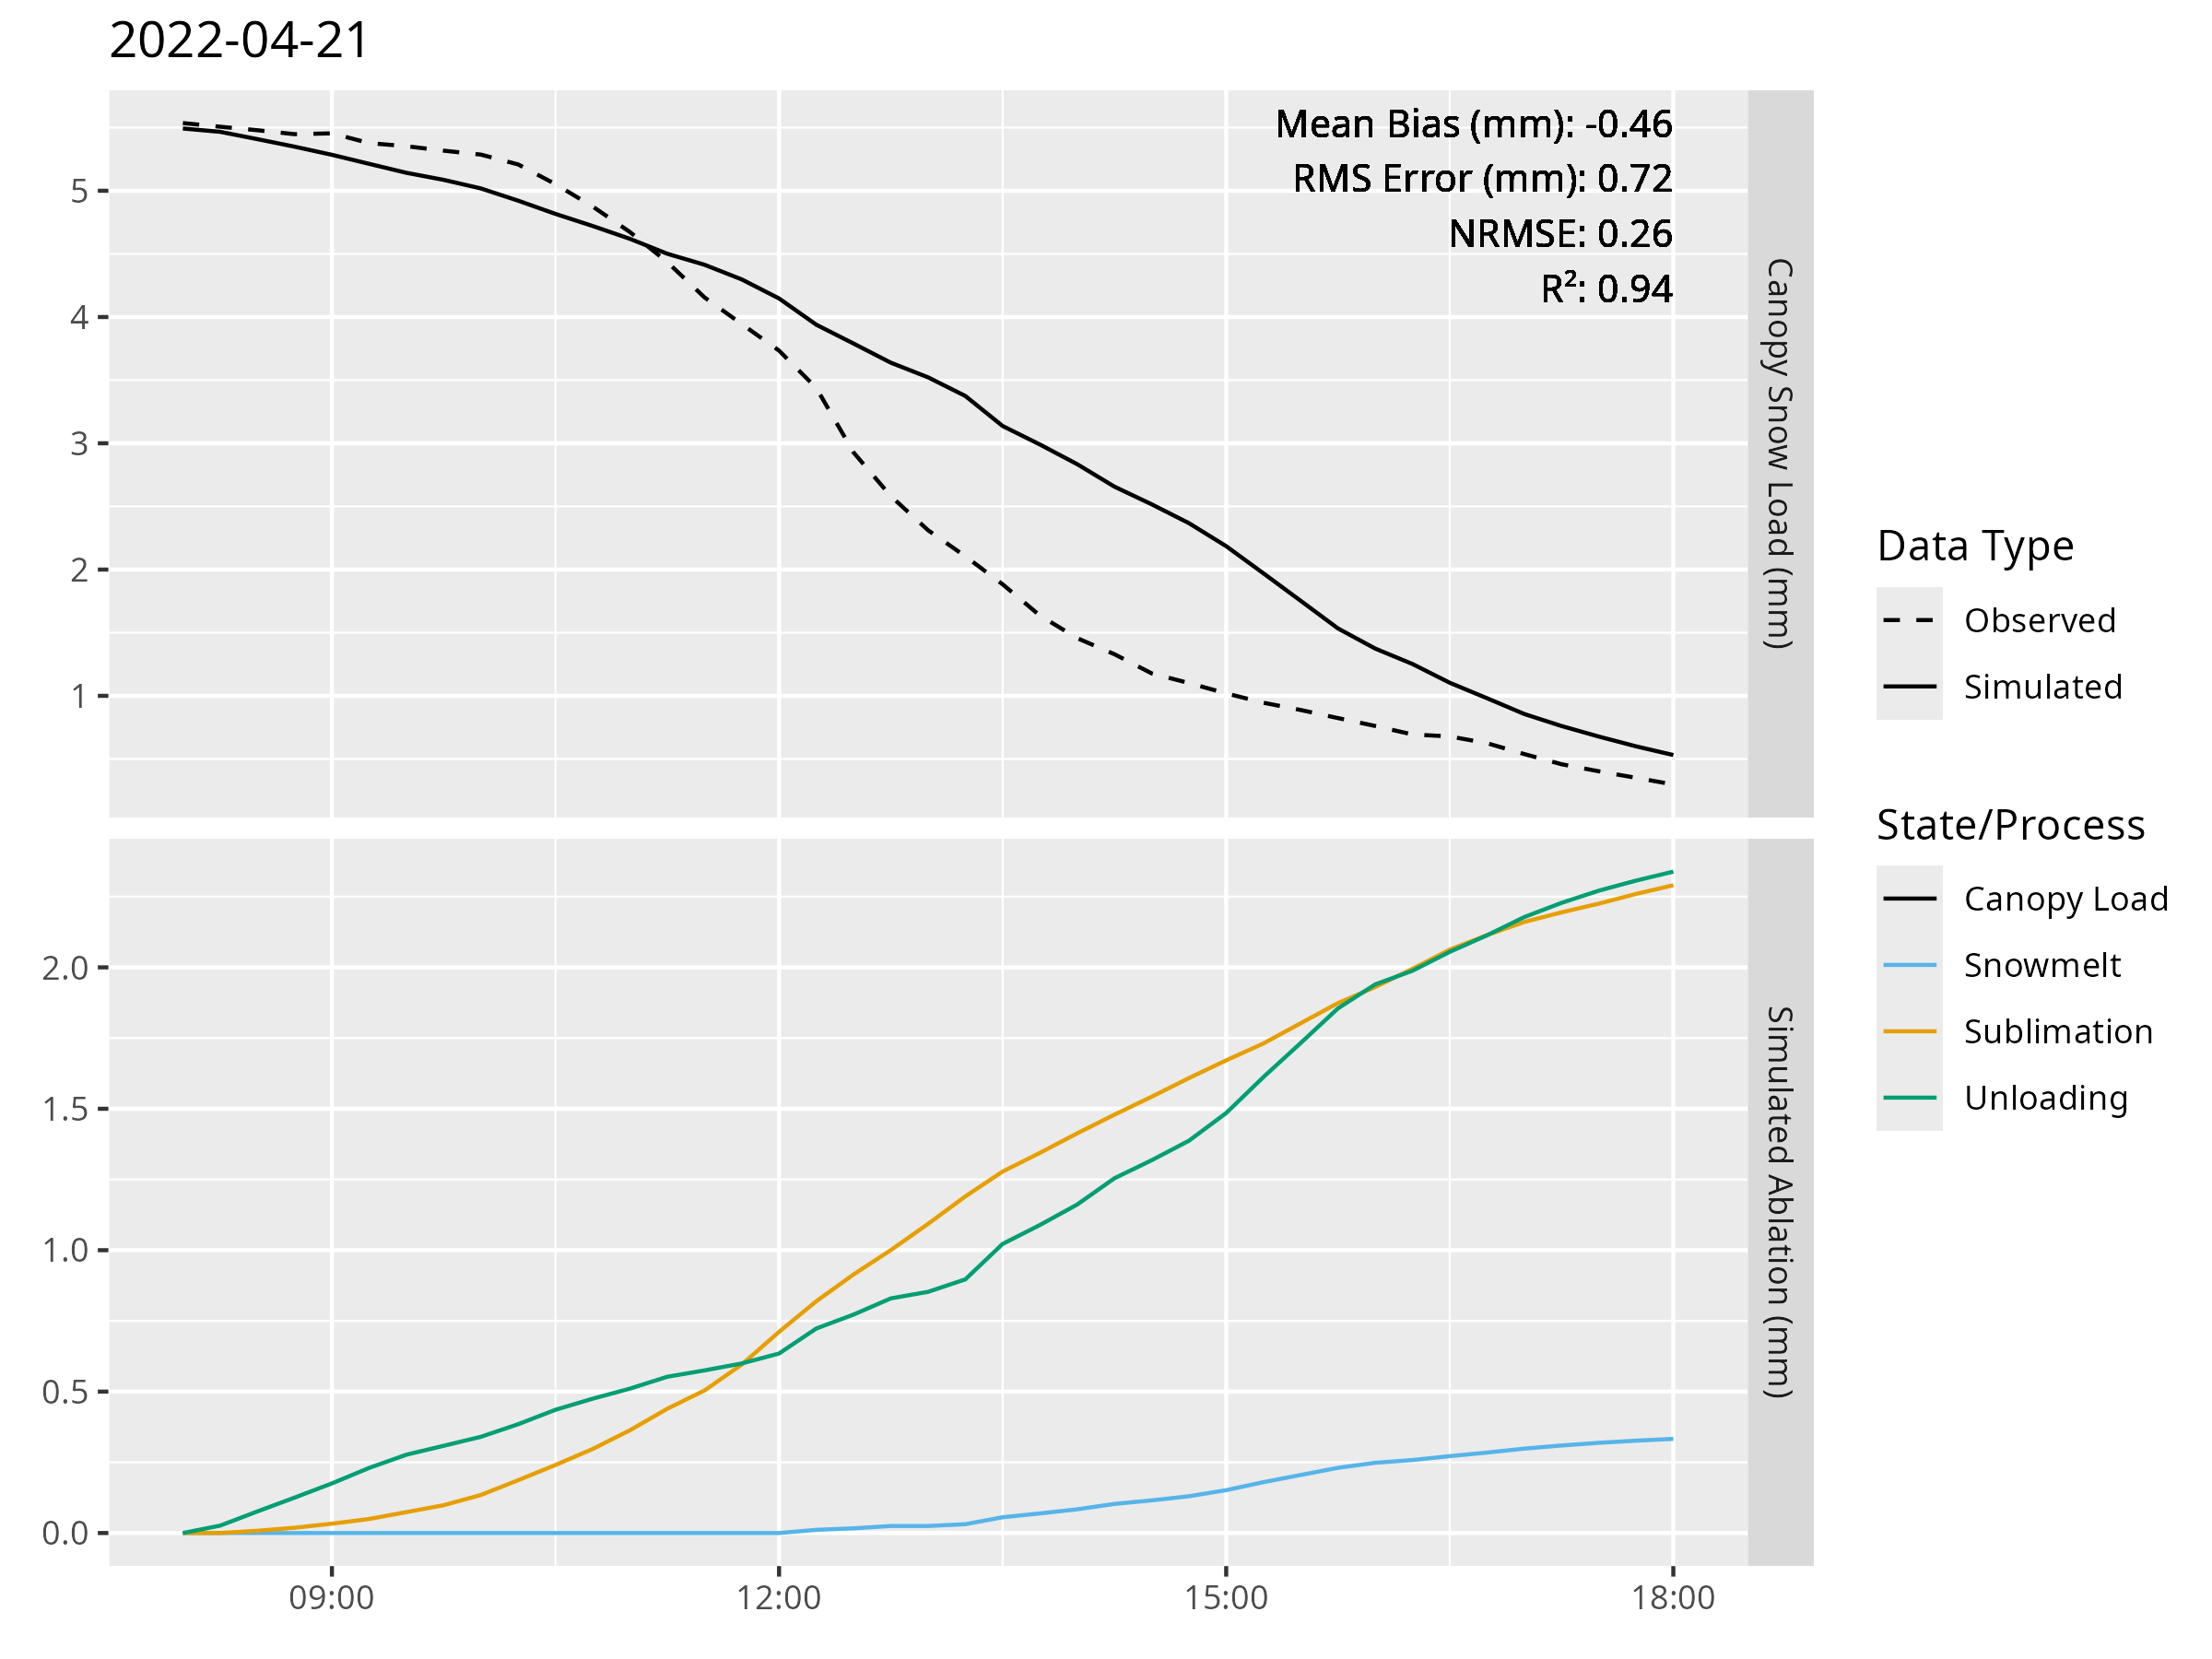 2022-04-21
Mean Bias (mm): -0.46
RMS Error (mm): 0.72
NRMSE: 0.26
R²: 0.94
5
4
3
2
1
Canopy Snow Load (mm)
2.0
1.5
1.0
0.5
0.0
Simulated Ablation (mm)
09:00
12:00
15:00
18:00
Data Type
Observed
Simulated
State/Process
Canopy Load
Snowmelt
Sublimation
Unloading